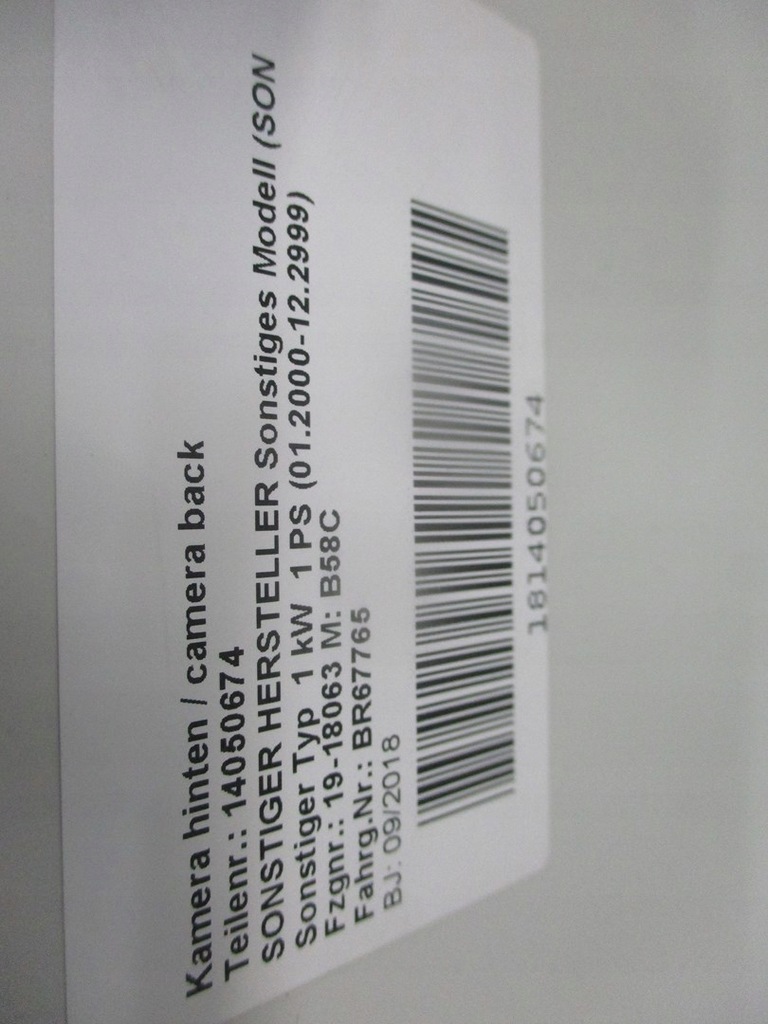 Kamera hinten / camera back
Teilenr.: 14050674
SONSTIGER HERSTELLER Sonstiges Modell (SON
Sonstiger Typ 1 kW 1 PS (01.2000-12.2999)
Fzgnr.: 19-18063 M: B58C
Fahrg.Nr.: BR67765
BJ: 09/2018
1814050674